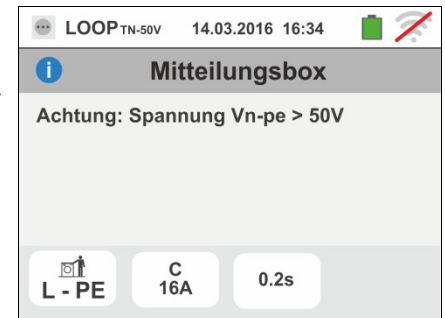 LOOP TN-50V 14.03.2016 16:34
Mitteilungsbox
Achtung: Spannung Vn-pe > 50V
L - PE
C
16A
0.2s